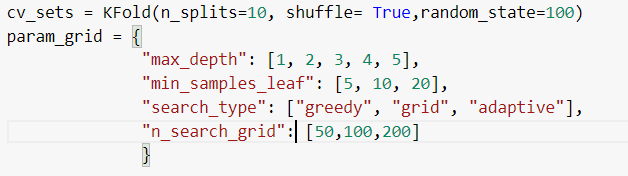 cv_sets = KFold(n_splits=10, shuffle= True,random_state=100)
param_grid = {
"max_depth": [1, 2, 3, 4, 5],
"min_samples_leaf": [5, 10, 20],
"search_type": ["greedy", "grid", "adaptive"],
"n_search_grid": [50,100,200]
}